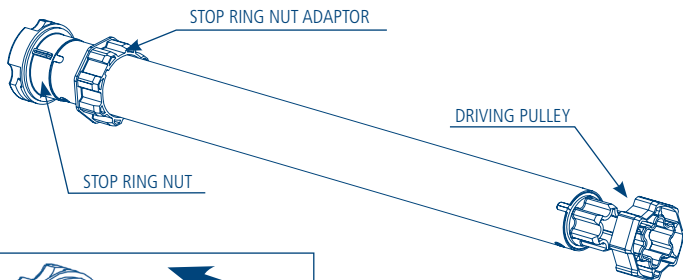 STOP RING NUT ADAPTOR
DRIVING PULLEY
STOP RING NUT